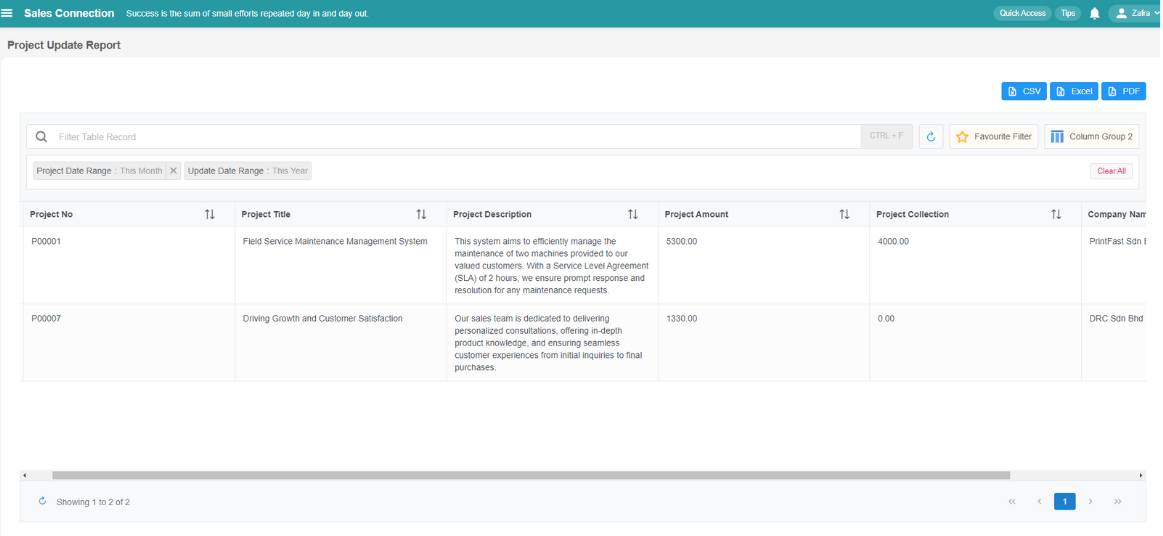 Sales Connection Success is the sum of small efforts repeated day in and day out. Quick Access Tips Zafra
Project Update Report
CSV Excel PDF
Filter Table Record CTRL + F Favourite Filter Column Group 2
Project Date Range : This Month Update Date Range : This Year Clear All
Project No Project Title Project Description Project Amount Project Collection Company Nam
P00001 Field Service Maintenance Management System This system aims to efficiently manage the 5300.00 4000.00 PrintFast Sdn B
maintenance of two machines provided to our
valued customers. With a Service Level Agreement
(SLA) of 2 hours, we ensure prompt response and
resolution for any maintenance requests.
P00007 Driving Growth and Customer Satisfaction Our sales team is dedicated to delivering 1330.00 0.00 DRC Sdn Bhd
personalized consultations, offering in-depth
product knowledge, and ensuring seamless
customer experiences from initial inquiries to final
purchases.
Showing 1 to 2 of 2 1